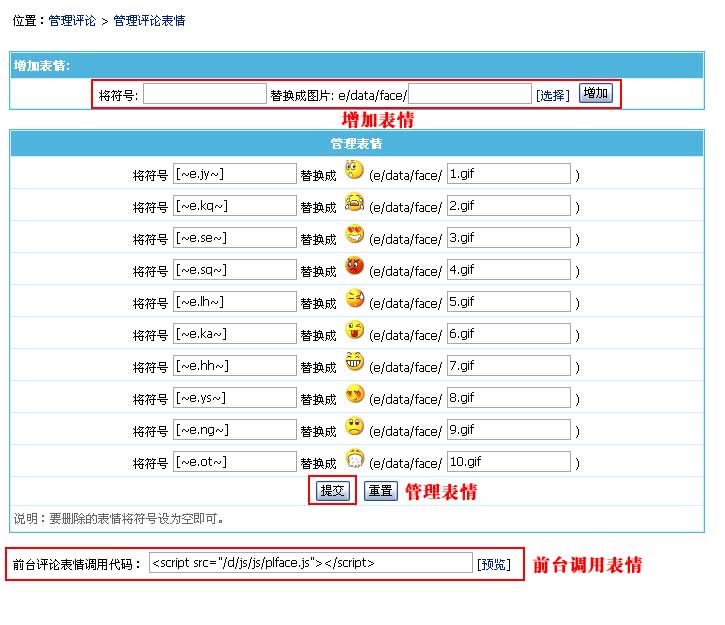 位置：管理评论 > 管理评论表情
增加表情:
将符号: 替换成图片: e/data/face/ [选择] 增加
增加表情
管理表情
将符号 [~e.jy~] 替换成 (e/data/face/ 1.gif )
将符号 [~e.kq~] 替换成 (e/data/face/ 2.gif )
将符号 [~e.se~] 替换成 (e/data/face/ 3.gif )
将符号 [~e.sq~] 替换成 (e/data/face/ 4.gif )
将符号 [~e.lh~] 替换成 (e/data/face/ 5.gif )
将符号 [~e.ka~] 替换成 (e/data/face/ 6.gif )
将符号 [~e.hh~] 替换成 (e/data/face/ 7.gif )
将符号 [~e.ys~] 替换成 (e/data/face/ 8.gif )
将符号 [~e.ng~] 替换成 (e/data/face/ 9.gif )
将符号 [~e.ot~] 替换成 (e/data/face/ 10.gif )
提交 重置 管理表情
说明：要删除的表情将符号设为空即可。
前台评论表情调用代码： <script src="/d/js/js/plface.js"></script> [预览] 前台调用表情